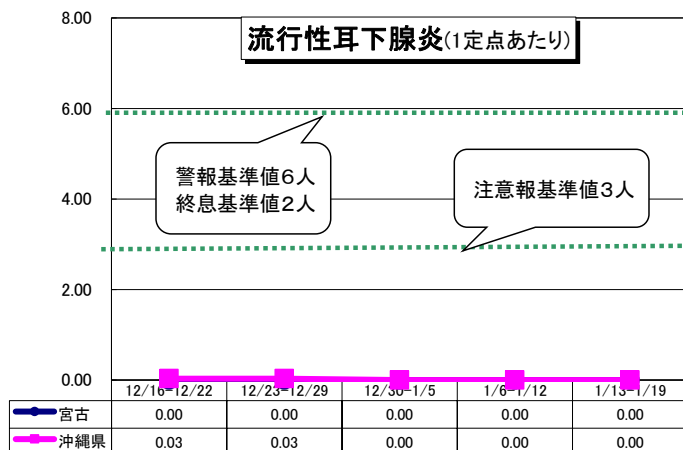 流行性耳下腺炎(1定点あたり)
8.00
6.00
4.00
2.00
0.00
警報基準値6人
終息基準値2人
注意報基準値3人
12/16-12/22 12/23-12/29 12/30-1/5 1/6-1/12 1/13-1/19
宮古 0.00 0.00 0.00 0.00 0.00
沖縄県 0.03 0.03 0.00 0.00 0.00